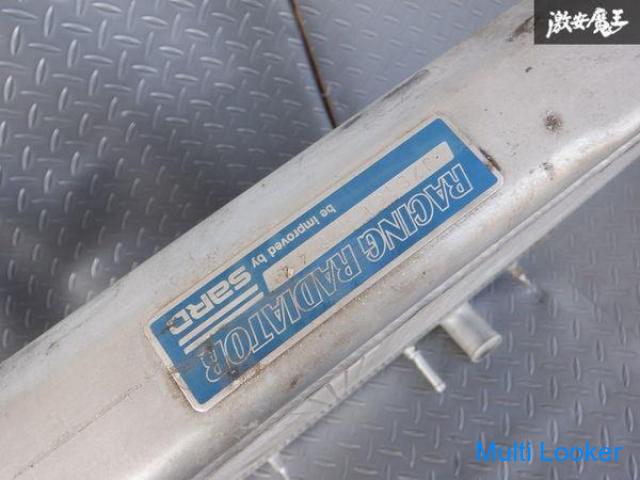 激安魔王
RACING RADIATOR
be improved by SARD
Multi Looker